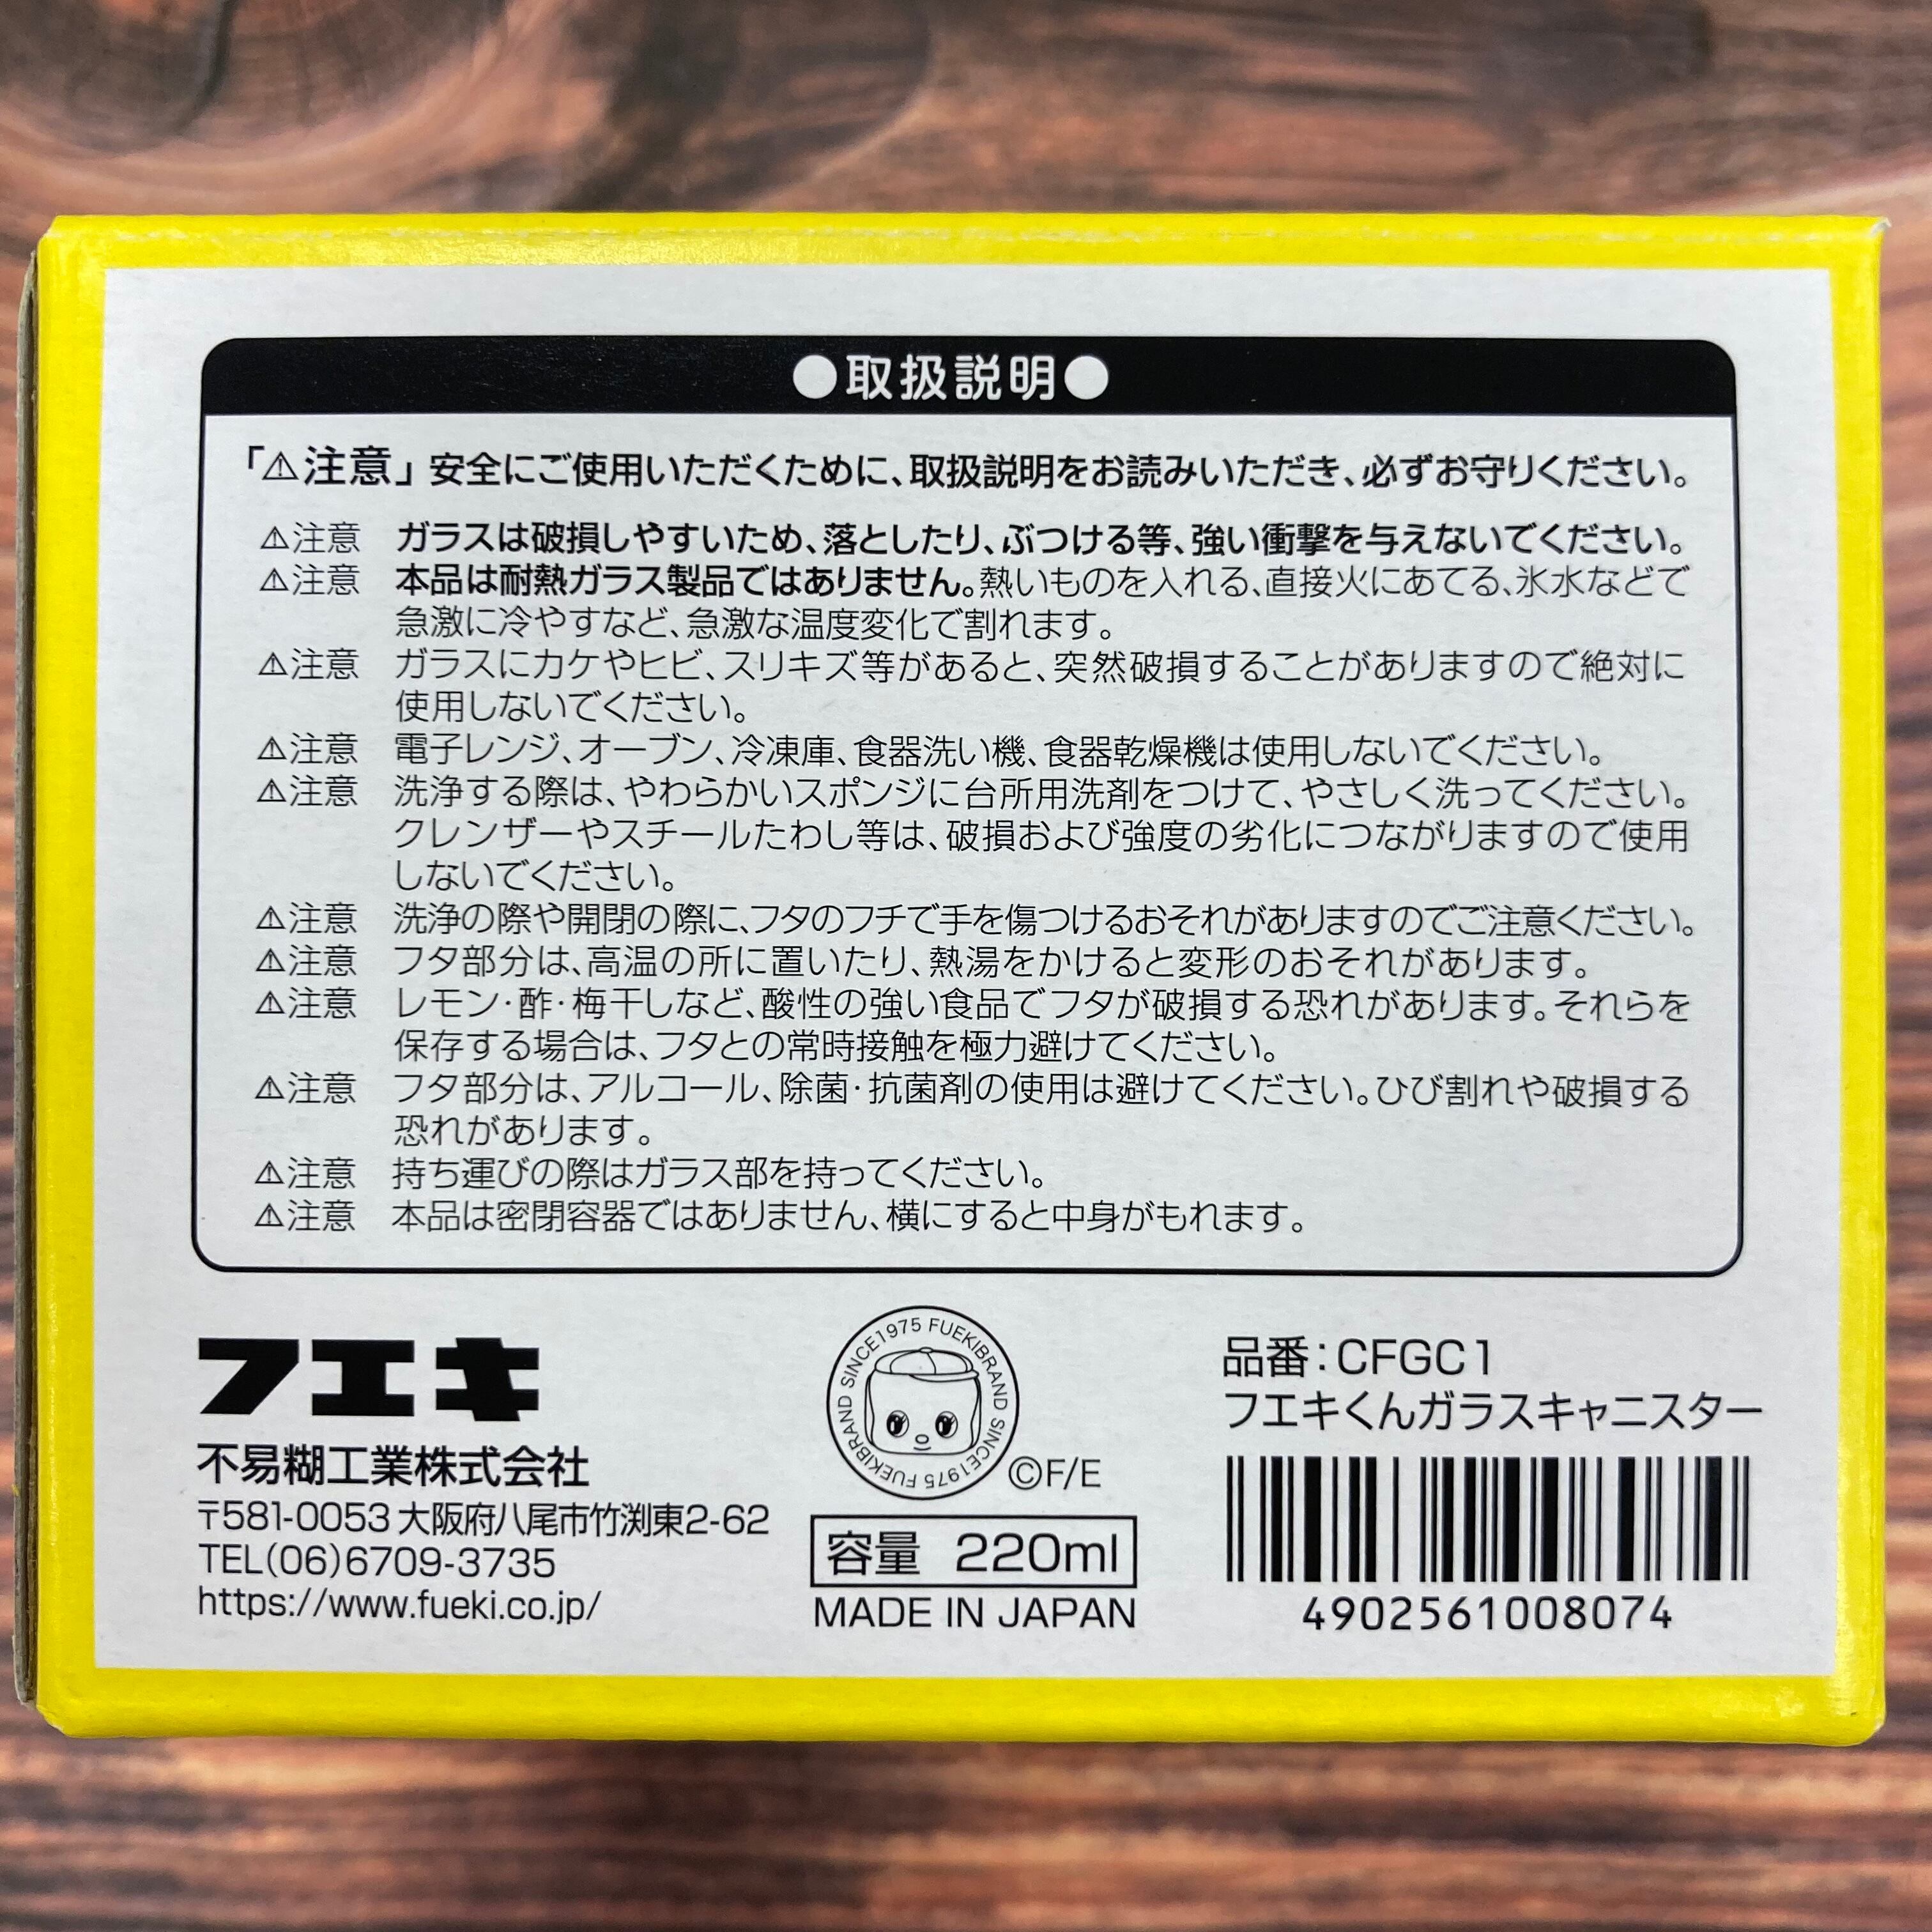 ●取扱説明●
「⚠注意」安全にご使用いただくために、取扱説明をお読みいただき、必ずお守りください。
⚠注意 ガラスは破損しやすいため、落としたり、ぶつける等、強い衝撃を与えないでください。
⚠注意 本品は耐熱ガラス製品ではありません。熱いものを入れる、直接火にあてる、氷水などで
急激に冷やすなど、急激な温度変化で割れます。
⚠注意 ガラスにカケやヒビ、スリキズ等があると、突然破損することがありますので絶対に
使用しないでください。
⚠注意 電子レンジ、オーブン、冷凍庫、食器洗い機、食器乾燥機は使用しないでください。
⚠注意 洗浄する際は、やわらかいスポンジに台所用洗剤をつけて、やさしく洗ってください。
クレンザーやスチールたわし等は、破損および強度の劣化につながりますので使用
しないでください。
⚠注意 洗浄の際や開閉の際に、フタのフチで手を傷つけるおそれがありますのでご注意ください。
⚠注意 フタ部分は、高温の所に置いたり、熱湯をかけると変形のおそれがあります。
⚠注意 レモン・酢・梅干しなど、酸性の強い食品でフタが破損する恐れがあります。それらを
保存する場合は、フタとの常時接触を極力避けてください。
⚠注意 フタ部分は、アルコール、除菌・抗菌剤の使用は避けてください。ひび割れや破損する
恐れがあります。
⚠注意 持ち運びの際はガラス部を持ってください。
⚠注意 本品は密閉容器ではありません、横にすると中身がもれます。
フエキ
不易糊工業株式会社
〒581-0053 大阪府八尾市竹渕東2-62
TEL(06)6709-3735
https://www.fueki.co.jp/
SINCE1975 FUEKIBRAND SINCE1975 FUEKIBRAND
©F/E
容量 220ml
MADE IN JAPAN
品番:CFGC1
フエキくんガラスキャニスター
4902561008074